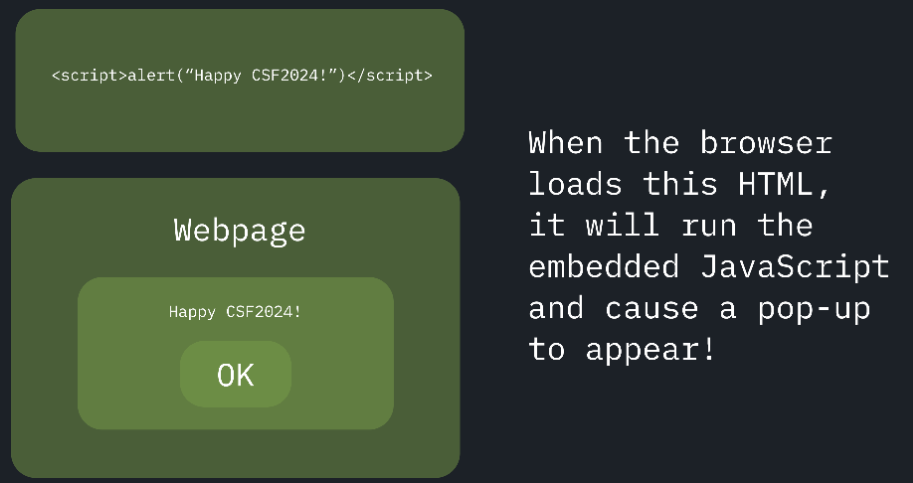 <script>alert(“Happy CSF2024!”)</script>
Webpage
Happy CSF2024!
OK
When the browser
loads this HTML,
it will run the
embedded JavaScript
and cause a pop-up
to appear!